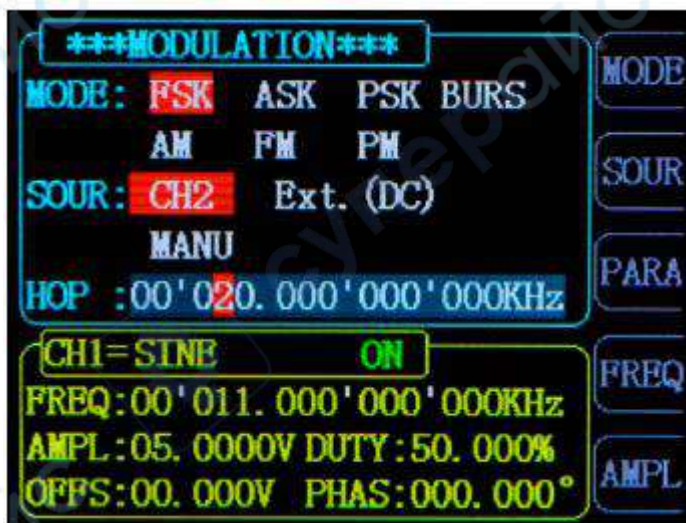 ***MODULATION***
MODE: FSK ASK PSK BURS
AM FM PM
SOUR: CH2 Ext. (DC)
MANU
HOP :00'020.000'000'000KHz
CH1=SINE ON
FREQ:00'011.000'000'000KHz
AMPL:05.0000V DUTY:50.000%
OFFS:00.000V PHAS:000.000°
MODE
SOUR
PARA
FREQ
AMPL
суперайс